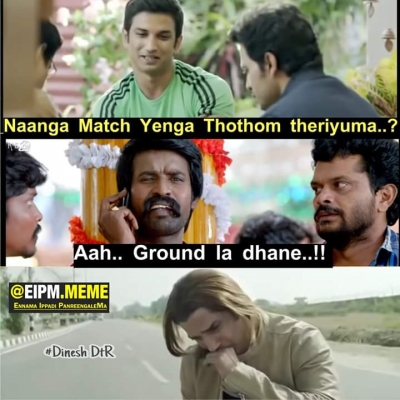 Naanga Match Yenga Thothom theriyuma..?
Aah.. Ground la dhane..!!
@EIPM.MEME
Ennama Ippadi PanreengaleMa
#Dinesh DtR